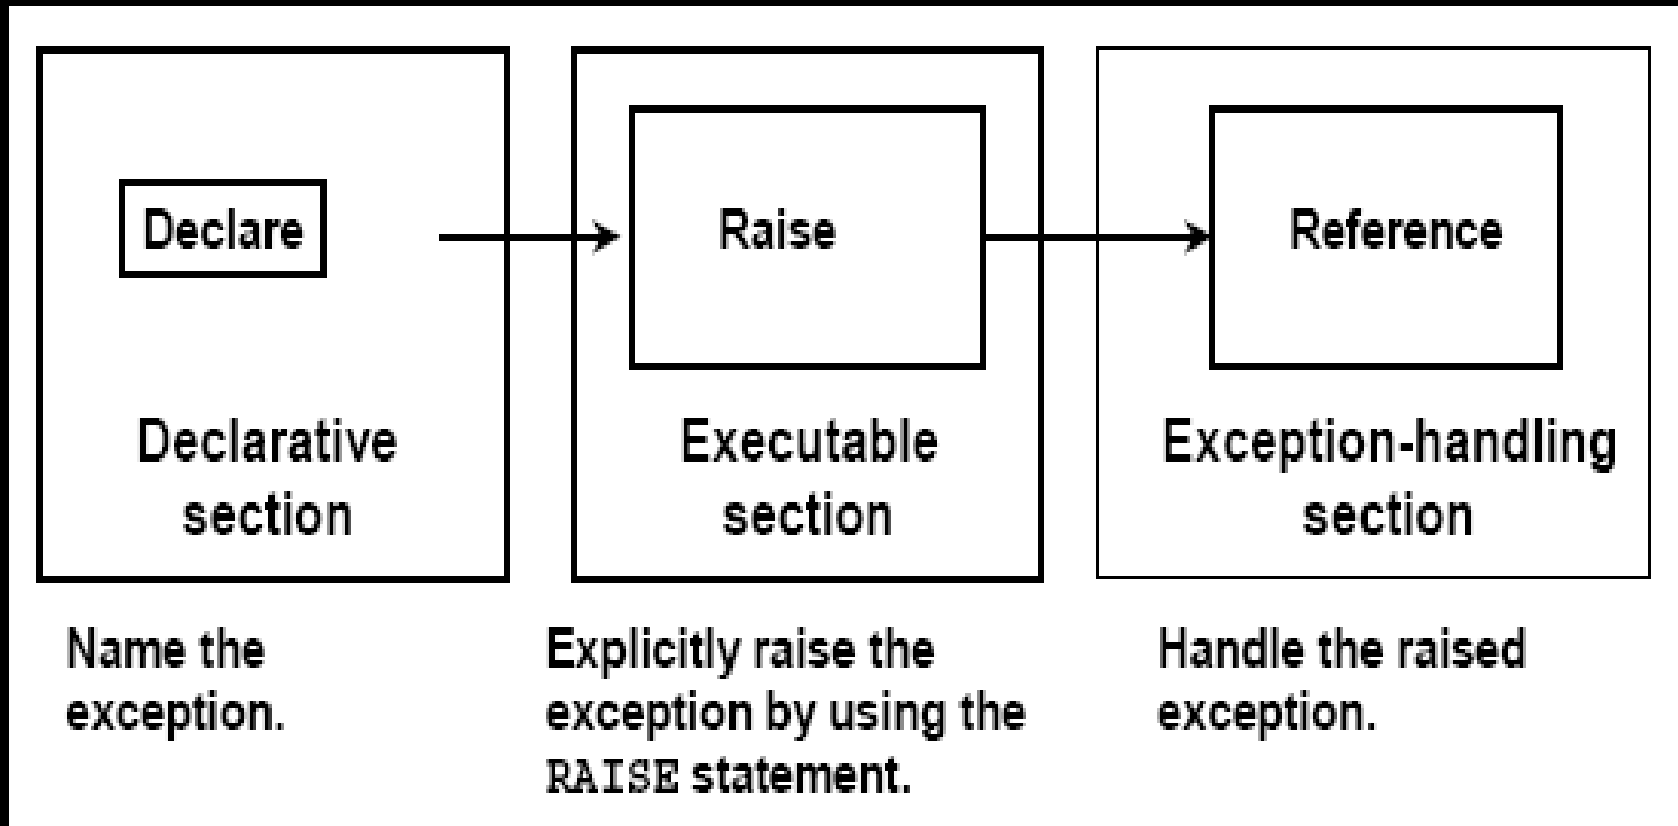 Declare
Declarative
section
Name the
exception.
Raise
Executable
section
Explicitly raise the
exception by using the
RAISE statement.
Reference
Exception-handling
section
Handle the raised
exception.